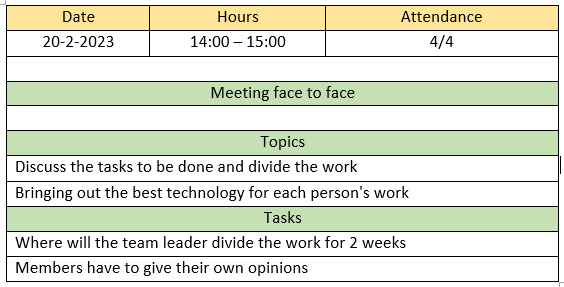 Date Hours Attendance
20-2-2023 14:00 – 15:00 4/4
Meeting face to face
Topics
Discuss the tasks to be done and divide the work
Bringing out the best technology for each person's work
Tasks
Where will the team leader divide the work for 2 weeks
Members have to give their own opinions